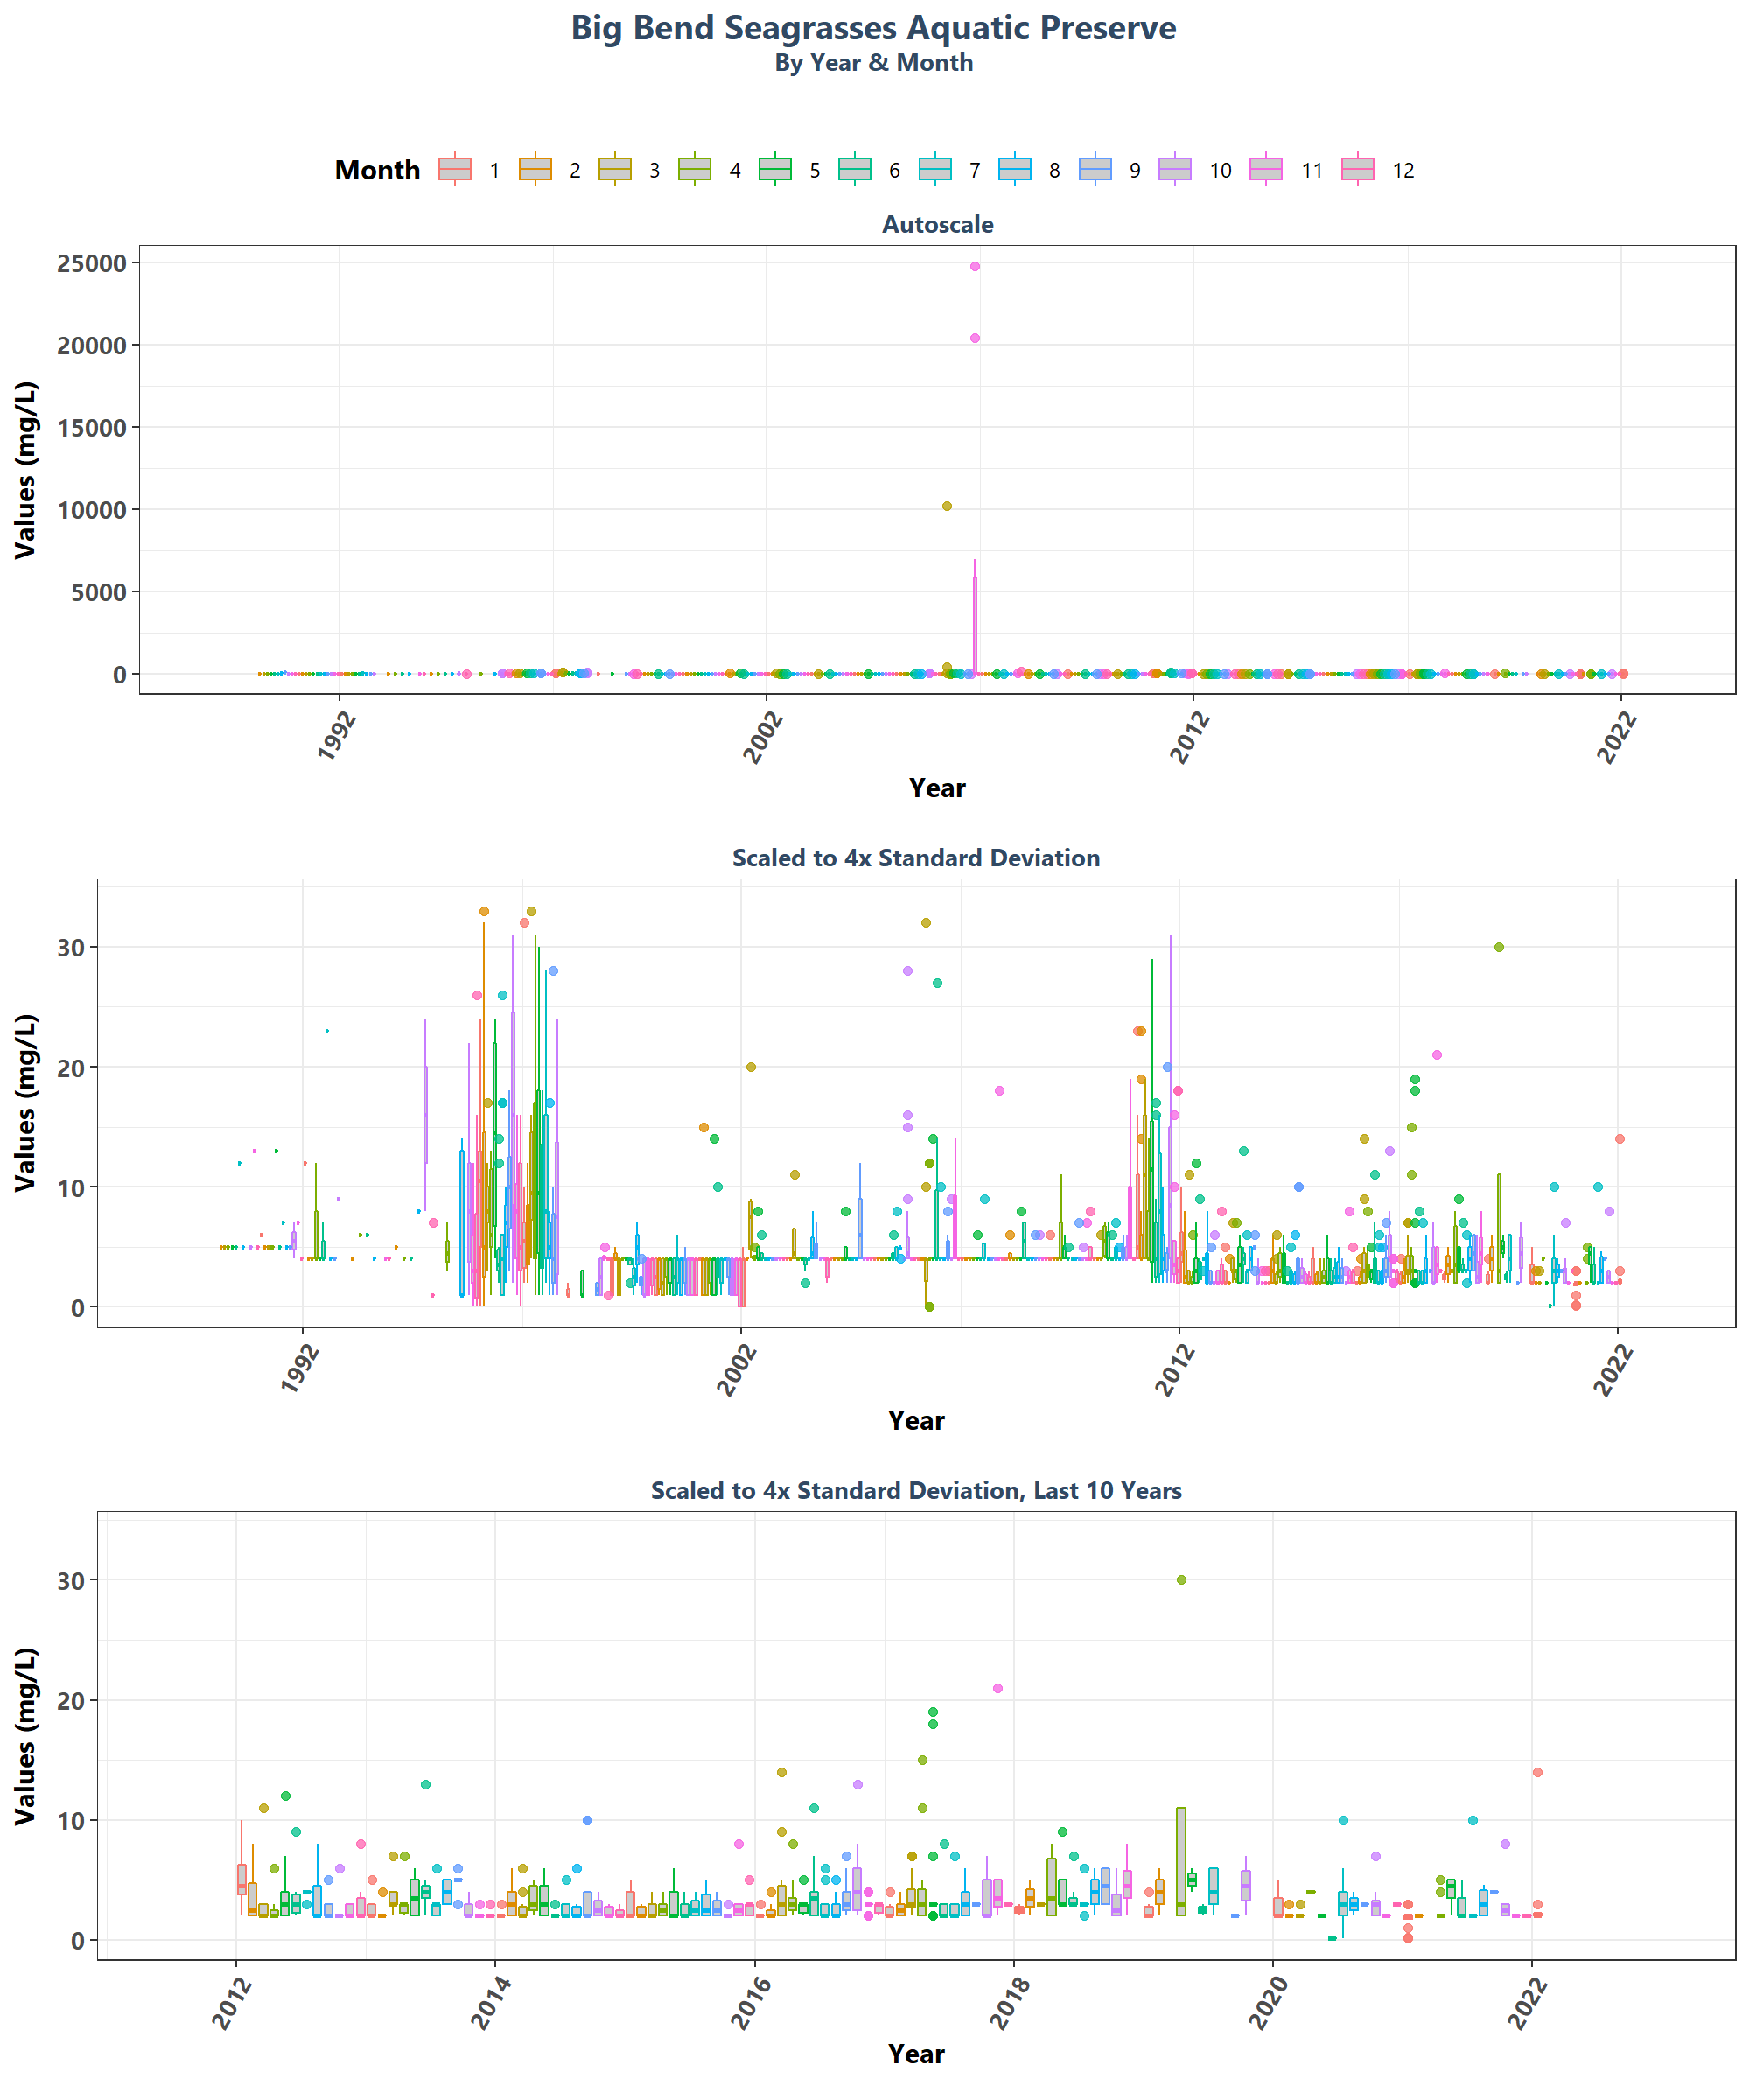 Big Bend Seagrasses Aquatic Preserve
By Year & Month
Month 1 2 3 4 5 6 7 8 9 10 11 12
Autoscale
Values (mg/L)
25000
20000
15000
10000
5000
0
1992 2002 2012 2022
Year
Scaled to 4x Standard Deviation
Values (mg/L)
30
20
10
0
1992 2002 2012 2022
Year
Scaled to 4x Standard Deviation, Last 10 Years
Values (mg/L)
30
20
10
0
2012 2014 2016 2018 2020 2022
Year